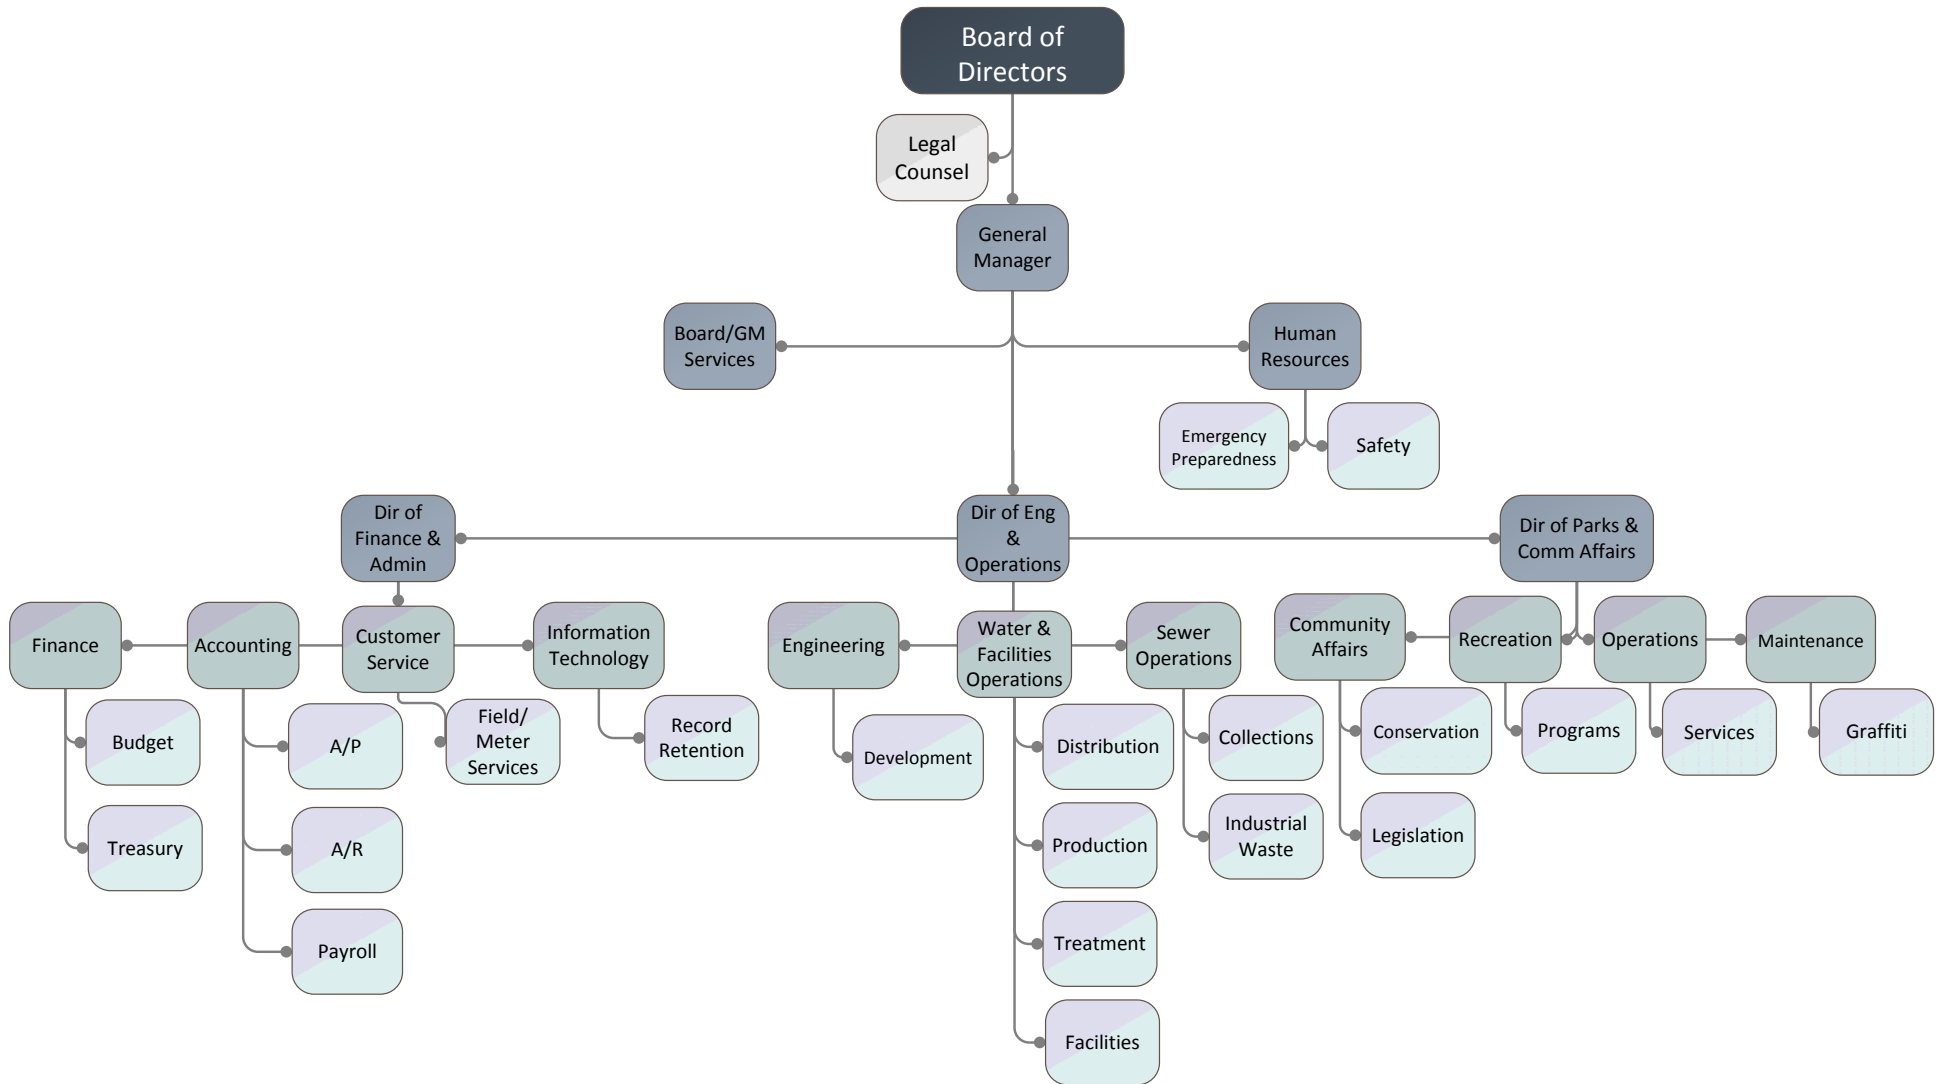 Board of
Directors
Legal
Counsel
General
Manager
Board/GM
Services
Human
Resources
Emergency
Preparedness
Safety
Dir of
Finance &
Admin
Dir of Eng
&
Operations
Dir of Parks &
Comm Affairs
Finance
Accounting
Customer
Service
Information
Technology
Engineering
Water &
Facilities
Operations
Sewer
Operations
Community
Affairs
Recreation
Operations
Maintenance
Budget
A/P
Field/
Meter
Services
Record
Retention
Development
Distribution
Collections
Conservation
Programs
Services
Graffiti
Treasury
A/R
Production
Industrial
Waste
Legislation
Payroll
Treatment
Facilities